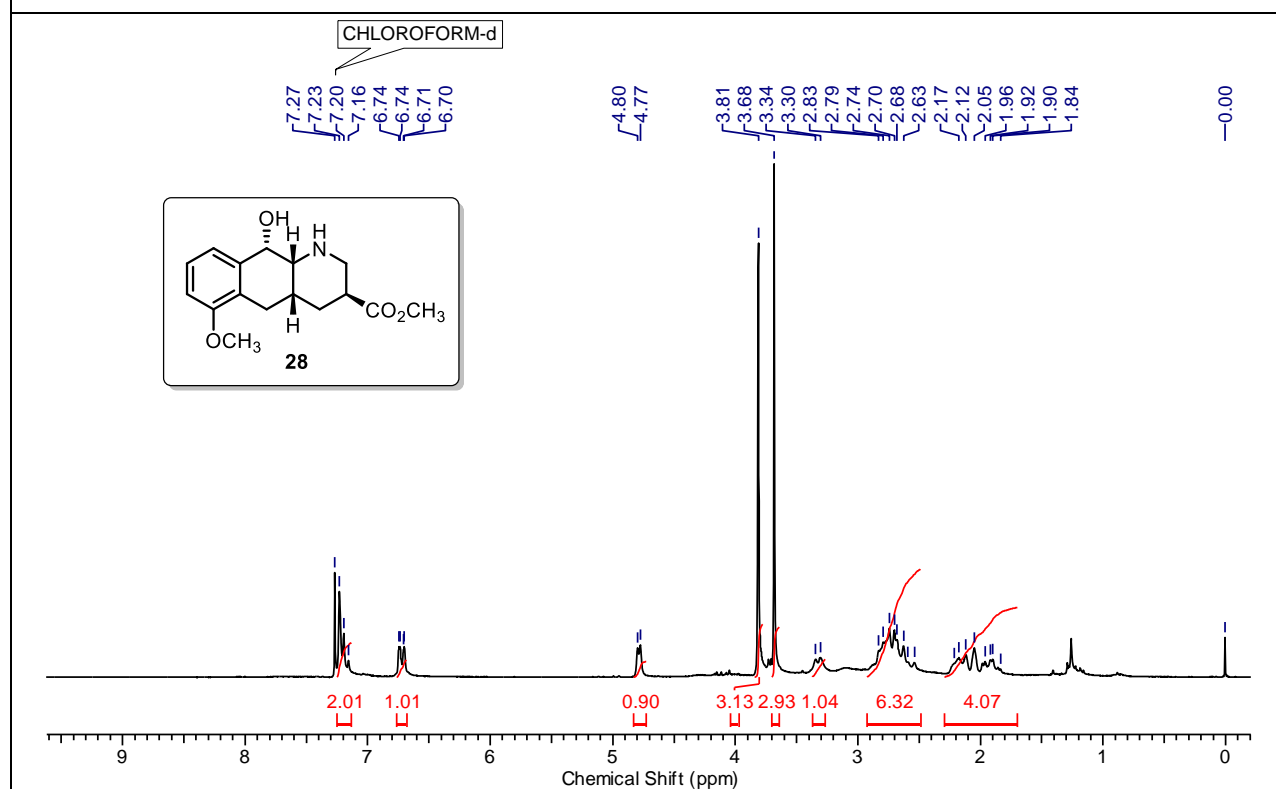 CHLOROFORM-d
7.27 7.23 7.20 7.16 6.74 6.74 6.71 6.70 4.80 4.77 3.81 3.68 3.34 3.30 2.83 2.79 2.74 2.70 2.68 2.63 2.17 2.12 2.05 1.96 1.92 1.90 1.84 0.00
OH
H H
N
H
CO2CH3
OCH3
28
2.01 1.01 0.90 3.13 2.93 1.04 6.32 4.07
9 8 7 6 5 4 3 2 1 0
Chemical Shift (ppm)